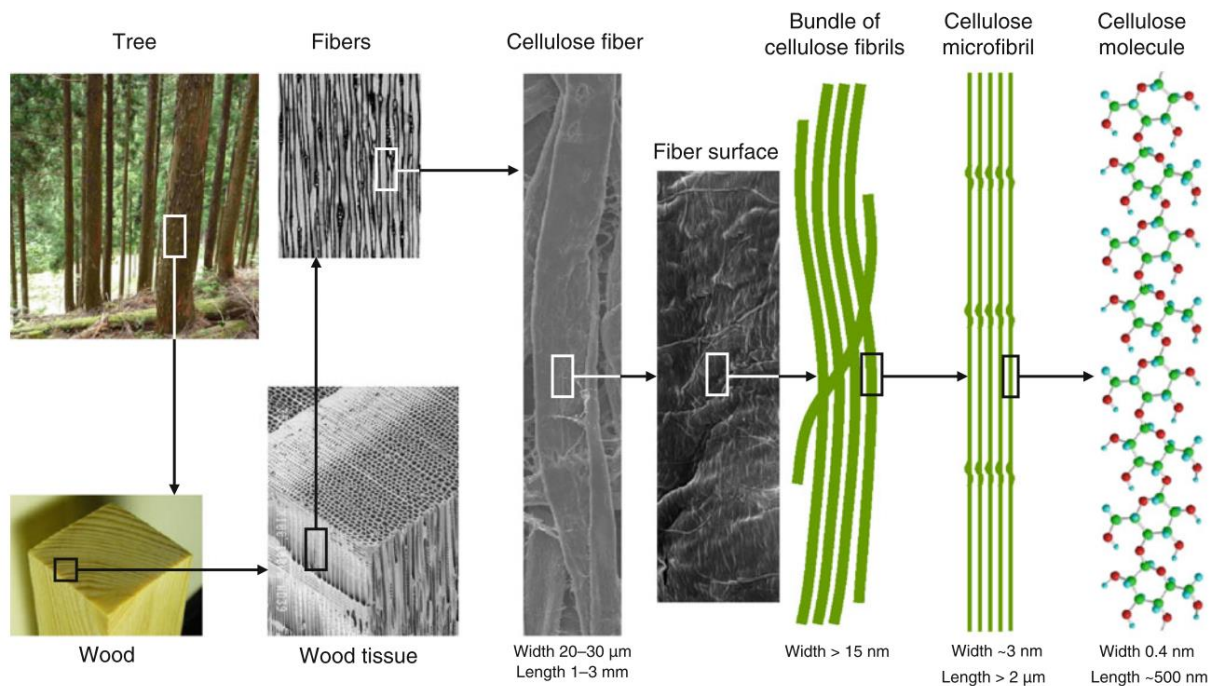 Tree
Fibers
Cellulose fiber
Bundle of
cellulose fibrils
Cellulose
microfibril
Cellulose
molecule
Fiber surface
Wood
Wood tissue
Width 20–30 μm
Length 1–3 mm
Width > 15 nm
Width ~3 nm
Length > 2 μm
Width 0.4 nm
Length ~500 nm